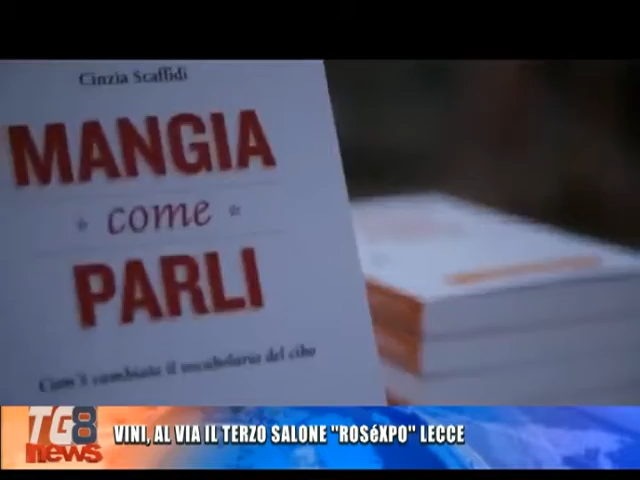 Cinzia Scaffidi
MANGIA
* come *
PARLI
Com'è cambiato il vocabolario del cibo
TG8
news
VINI, AL VIA IL TERZO SALONE "ROSéXPO" LECCE